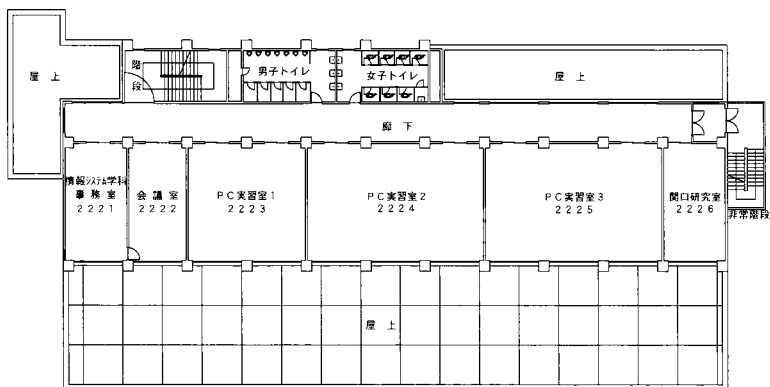 屋上
階
段
男子トイレ
女子トイレ
屋上
廊下
情報システム学科
事務室
2221
会議室
2222
PC実習室1
2223
PC実習室2
2224
PC実習室3
2225
関口研究室
2226
非常階段
屋上